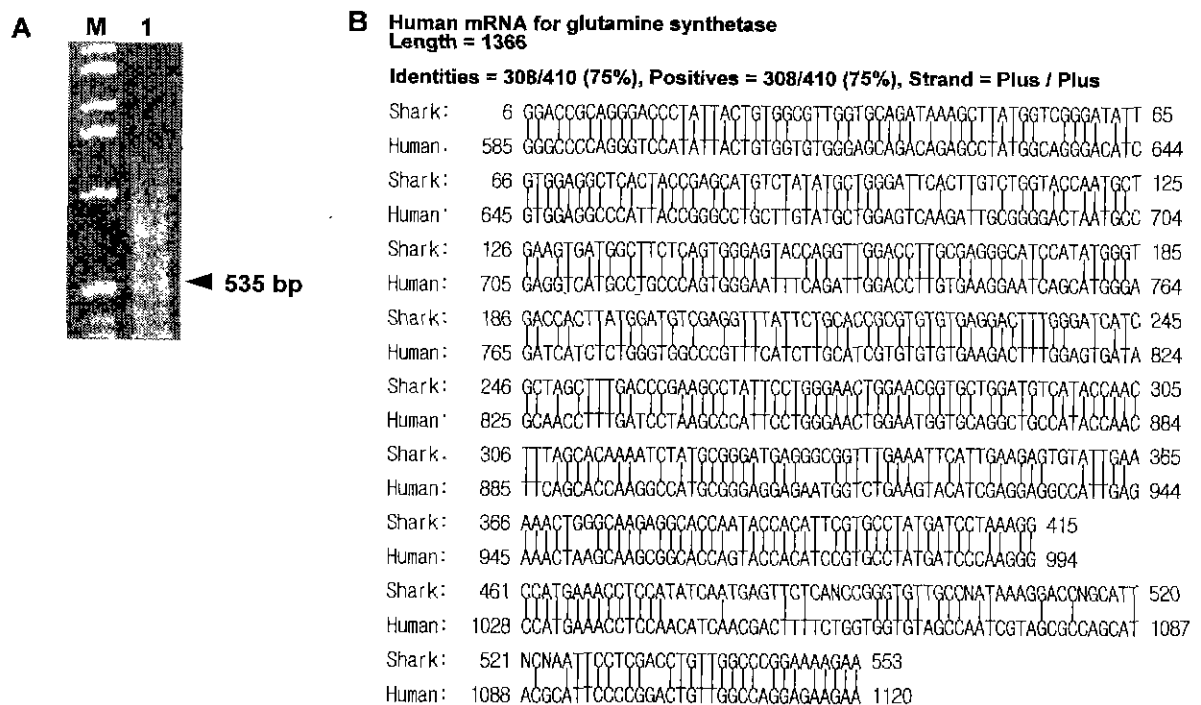 A
M 1
535 bp
B Human mRNA for glutamine synthetase
Length = 1366
Identities = 308/410 (75%), Positives = 308/410 (75%), Strand = Plus / Plus
Shark: 6 GGACCGCAGGGACCCTATTACTGTGGCGTTGGTGCAGATAAAGCTTATGGTCGGGATATT 65
Human. 585 GGGCCCCAGGGTCCATATTACTGTGGTGTGGGAGCAGACAGAGCCTATGGCAGGGACATC 644
Shark: 66 GTGGAGGCTCACTACCGAGCATGTCTATATGCTGGGATTCACTTGTCTGGTACCAATGCT 125
Human: 645 GTGGAGGCCCATTACCGGGCCTGCTTGTATGCTGGAGTCAAGATTGCGGGGACTAATGCC 704
Shark: 126 GAAGTGATGGCTTCTCAGTGGGAGTACCAGGTTGGACCTTGCGAGGGCATCCATATGGGT 185
Human: 705 GAGGTCATGCCTGCCCAGTGGGAATTTCAGATTGGACCTTGTGAAGGAATCAGCATGGGA 764
Shark: 186 GACCACTTATGGATGTCGAGGTTTATTCTGCACCGCGTGTGTGAGGACTTTGGGATCATC 245
Human: 765 GATCATCTCTGGGTGGCCCGTTTCATCTTGCATCGTGTGTGTGAAGACTTTGGAGTGATA 824
Shark: 246 GCTAGCTTTGACCCGAAGCCTATTCCTGGGAACTGGAACGGTGCTGGATGTCATACCAAC 305
Human: 825 GCAACCTTTGATCCTAAGCCCATTCCTGGGAACTGGAATGGTGCAGGCTGCCATACCAAC 884
Shark. 306 TTTAGCACAAAATCTATGCGGGATGAGGGCGGTTTGAAATTCATTGAAGAGTGTATTGAA 365
Human: 885 TTCAGCACCAAGGCCATGCGGGAGGAGAATGGTCTGAAGTACATCGAGGAGGCCATTGAG 944
Shark: 366 AAACTGGGCAAGAGGCACCAATACCACATTCGTGCCTATGATCCTAAAGG 415
Human: 945 AAACTAAGCAAGCGGCACCAGTACCACATCCGTGCCTATGATCCCAAGGG 994
Shark: 461 CCATGAAACCTCCATATCAATGAGTTCTCANCCGGGTGTTGCCNATAAAGGACCNGCATT 520
Human: 1028 CCATGAAACCTCCAACATCAACGACTTTTCTGGTGGTGTAGCCAATCGTAGCGCCAGCAT 1087
Shark: 521 NCNAATTCCTCGACCTGTTGGCCCGGAAAAGAA 553
Human: 1088 ACGCATTCCCCGGACTGTTGGCCAGGAGAAGAA 1120